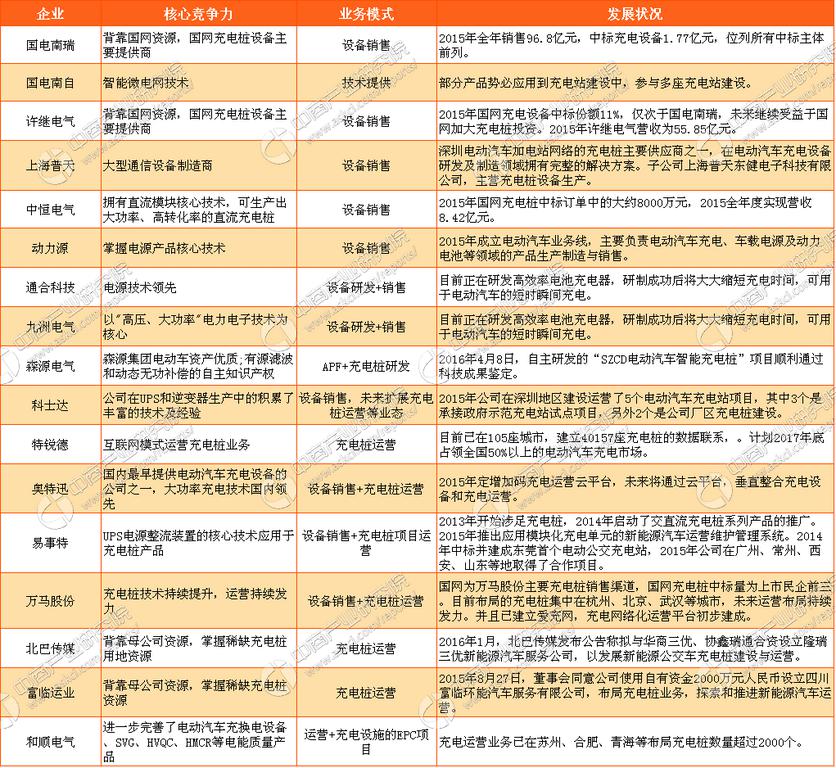 企业 核心竞争力 业务模式 发展状况
国电南瑞 背靠国网资源，国网充电桩设备主要提供商 设备销售 2015年全年销售96.8亿元，中标充电设备1.77亿元，位列所有中标主体前列。
国电南自 智能微电网技术 技术提供 部分产品势必应用到充电站建设中，参与多座充电站建设。
许继电气 背靠国网资源，国网充电桩设备主要提供商 设备销售 2015年国网充电设备中标份额11%，仅次于国电南瑞，未来继续受益于国网加大充电桩投资。2015年许继电气营收为55.85亿元。
上海普天 大型通信设备制造商 设备销售 深圳电动汽车加电站网络的充电桩主要供应商之一，在电动汽车充电设备研发及制造领域拥有完整的解决方案。子公司上海普天东健电子科技有限公司，主营充电桩设备生产。
中恒电气 拥有直流模块核心技术，可生产出大功率、高转化率的直流充电桩 设备销售 2015年国网充电桩中标订单中的大约8000万元，2015全年度实现营收8.42亿元。
动力源 掌握电源产品核心技术 设备销售 2015年成立电动汽车业务线，主要负责电动汽车充电、车载电源及动力电池等领域的产品生产制造与销售。
通合科技 电源技术领先 设备研发+销售 目前正在研发高效率电池充电器，研制成功后将大大缩短充电时间，可用于电动汽车的短时瞬间充电。
九洲电气 以"高压、大功率"电力电子技术为核心 设备研发+销售 目前正在研发高效率电池充电器，研制成功后将大大缩短充电时间，可用于电动汽车的短时瞬间充电。
森源电气 森源集团电动车资产优质;有源滤波和动态无功补偿的自主知识产权 APF+充电桩研发 2016年4月8日，自主研发的“SZCD电动汽车智能充电桩”项目顺利通过科技成果鉴定。
科士达 公司在UPS和逆变器生产中的积累了丰富的技术及经验 设备销售，未来扩展充电桩运营等业态 2015年公司在深圳地区建设运营了5个电动汽车充电站项目，其中3个是承接政府示范充电站试点项目，另外2个是公司厂区充电桩建设。
特锐德 互联网模式运营充电桩业务 充电桩运营 目前已在105座城市，建立40157座充电桩的数据联系，。计划2017年底占领全国50%以上的电动汽车充电市场。
奥特迅 国内最早提供电动汽车充电设备的公司之一，大功率充电技术国内领先 设备销售+充电桩运营 2015年定增加码充电运营云平台，未来将通过云平台，垂直整合充电设备和充电运营。
易事特 UPS电源整流装置的核心技术应用于充电桩产品 设备销售+充电桩项目运营 2013年开始涉足充电桩，2014年启动了交直流充电桩系列产品的推广。2015年推出应用模块化充电单元的新能源汽车运营维护管理系统。2014年中标并建成东莞首个电动公交充电站，2015年公司在广州、常州、西安、山东等地取得了合作项目。
万马股份 充电桩技术持续提升，运营持续发力 设备销售+充电桩运营 国网为万马股份主要充电桩销售渠道，国网充电桩中标量为上市民企前三。目前布局的充电桩集中在杭州、北京、武汉等城市，未来运营布局持续发力。并且已建立爱充网，充电网络化运营平台初步建成。
北巴传媒 背靠母公司资源，掌握稀缺充电桩用地资源 充电桩运营 2016年1月，北巴传媒发布公告称拟与华商三优、协鑫瑞通合资设立隆瑞三优新能源汽车服务公司，以发展新能源公交车充电桩建设与运营。
富临运业 背靠母公司资源，掌握稀缺充电桩资源 充电桩运营 2015年8月27日，董事会同意公司使用自有资金2000万元人民币设立四川富临环能汽车服务有限公司，布局充电桩业务，探索和推进新能源汽车运营。
和顺电气 进一步完善了电动汽车充换电设备、SVG、HVQC、HMCR等电能质量产品 运营+充电设施的EPC项目 充电运营业务已在苏州、合肥、青海等布局充电桩数量超过2000个。